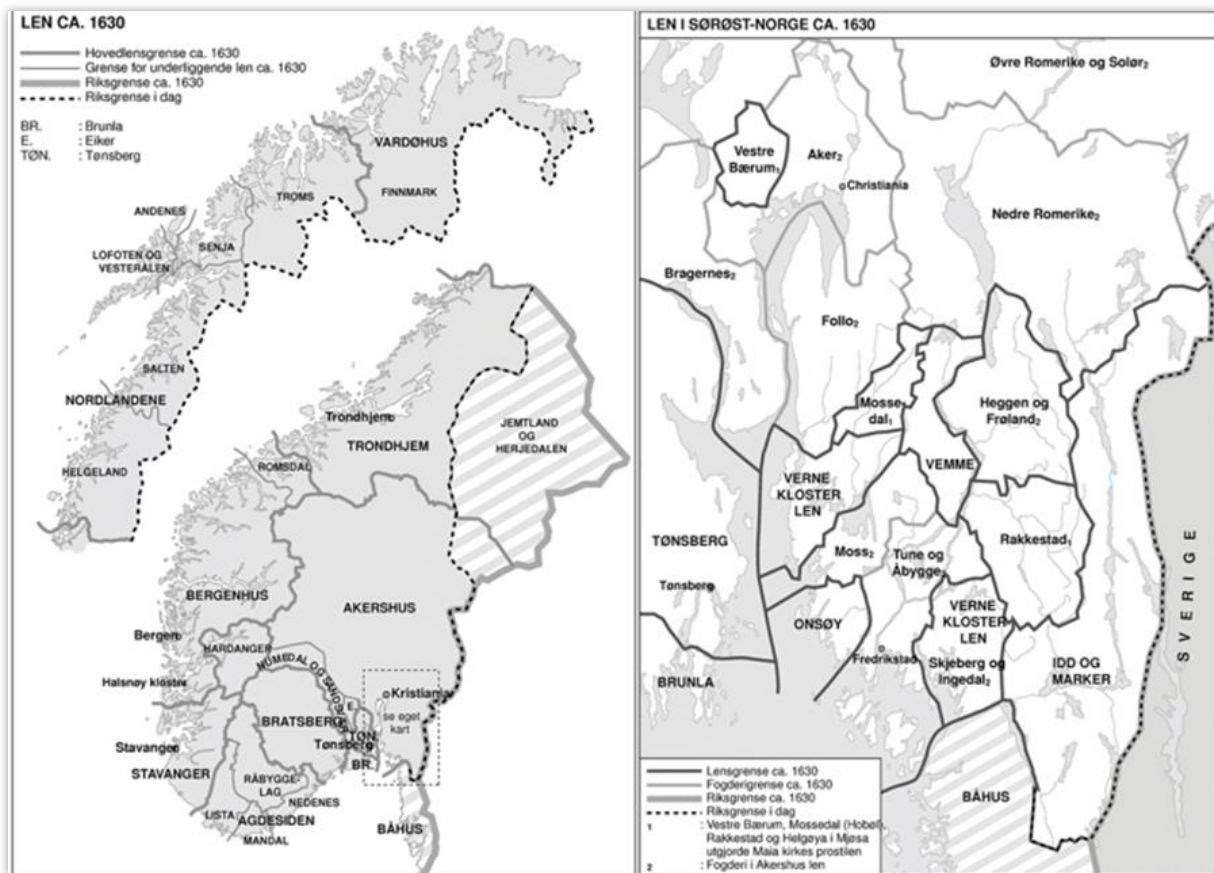 LEN CA. 1630
Hovedlensgrense ca. 1630
Grense for underliggende len ca. 1630
Riksgrense ca. 1630
Riksgrense i dag
BR. : Brunla
E. : Eiker
TØN. : Tønsberg
VARDØHUS
FINNMARK
TROMS
ANDENES
SENJA
LOFOTEN OG
VESTERÅLEN
SALTEN
NORDLANDENE
HELGELAND
Trondhjem
TRONDHJEM
JEMTLAND
OG
HERJEDALEN
ROMSDAL
BERGENHUS
AKERSHUS
Bergen
HARDANGER
NUMEDAL OG SANDSVÆR
Halsnøy kloster
Kristiania
se eget
kart
E.
BRATSBERG
TØN.
Tønsberg
BR.
Stavanger
STAVANGER
RÅBYGGE-
LAG
NEDENES
LISTA
AGDESIDEN
MANDAL
BÅHUS
LEN I SØRØST-NORGE CA. 1630
Øvre Romerike og Solør2
Vestre
Bærum1
Aker2
Christiania
Nedre Romerike2
Bragernes2
Follo2
Mosse-
dal1
Heggen og
Frøland2
VEMME
VERNE
KLOSTER
LEN
Rakkestad1
TØNSBERG
Moss2
Tune og
Åbygge2
Tønsberg
ONSØY
VERNE
KLOSTER
LEN
Fredrikstad
Skjeberg og
Ingedal2
IDD OG
MARKER
BRUNLA
SVERIGE
BÅHUS
Lensgrense ca. 1630
Fogderigrense ca. 1630
Riksgrense ca. 1630
Riksgrense i dag
1 : Vestre Bærum, Mossedal (Hobøl),
Rakkestad og Helgøya i Mjøsa
utgjorde Maia kirkes prostilen
2 : Fogderi i Akershus len